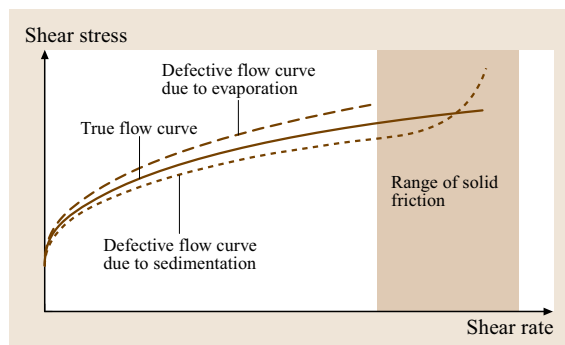 Shear stress
Defective flow curve
due to evaporation
True flow curve
Range of solid
friction
Defective flow curve
due to sedimentation
Shear rate